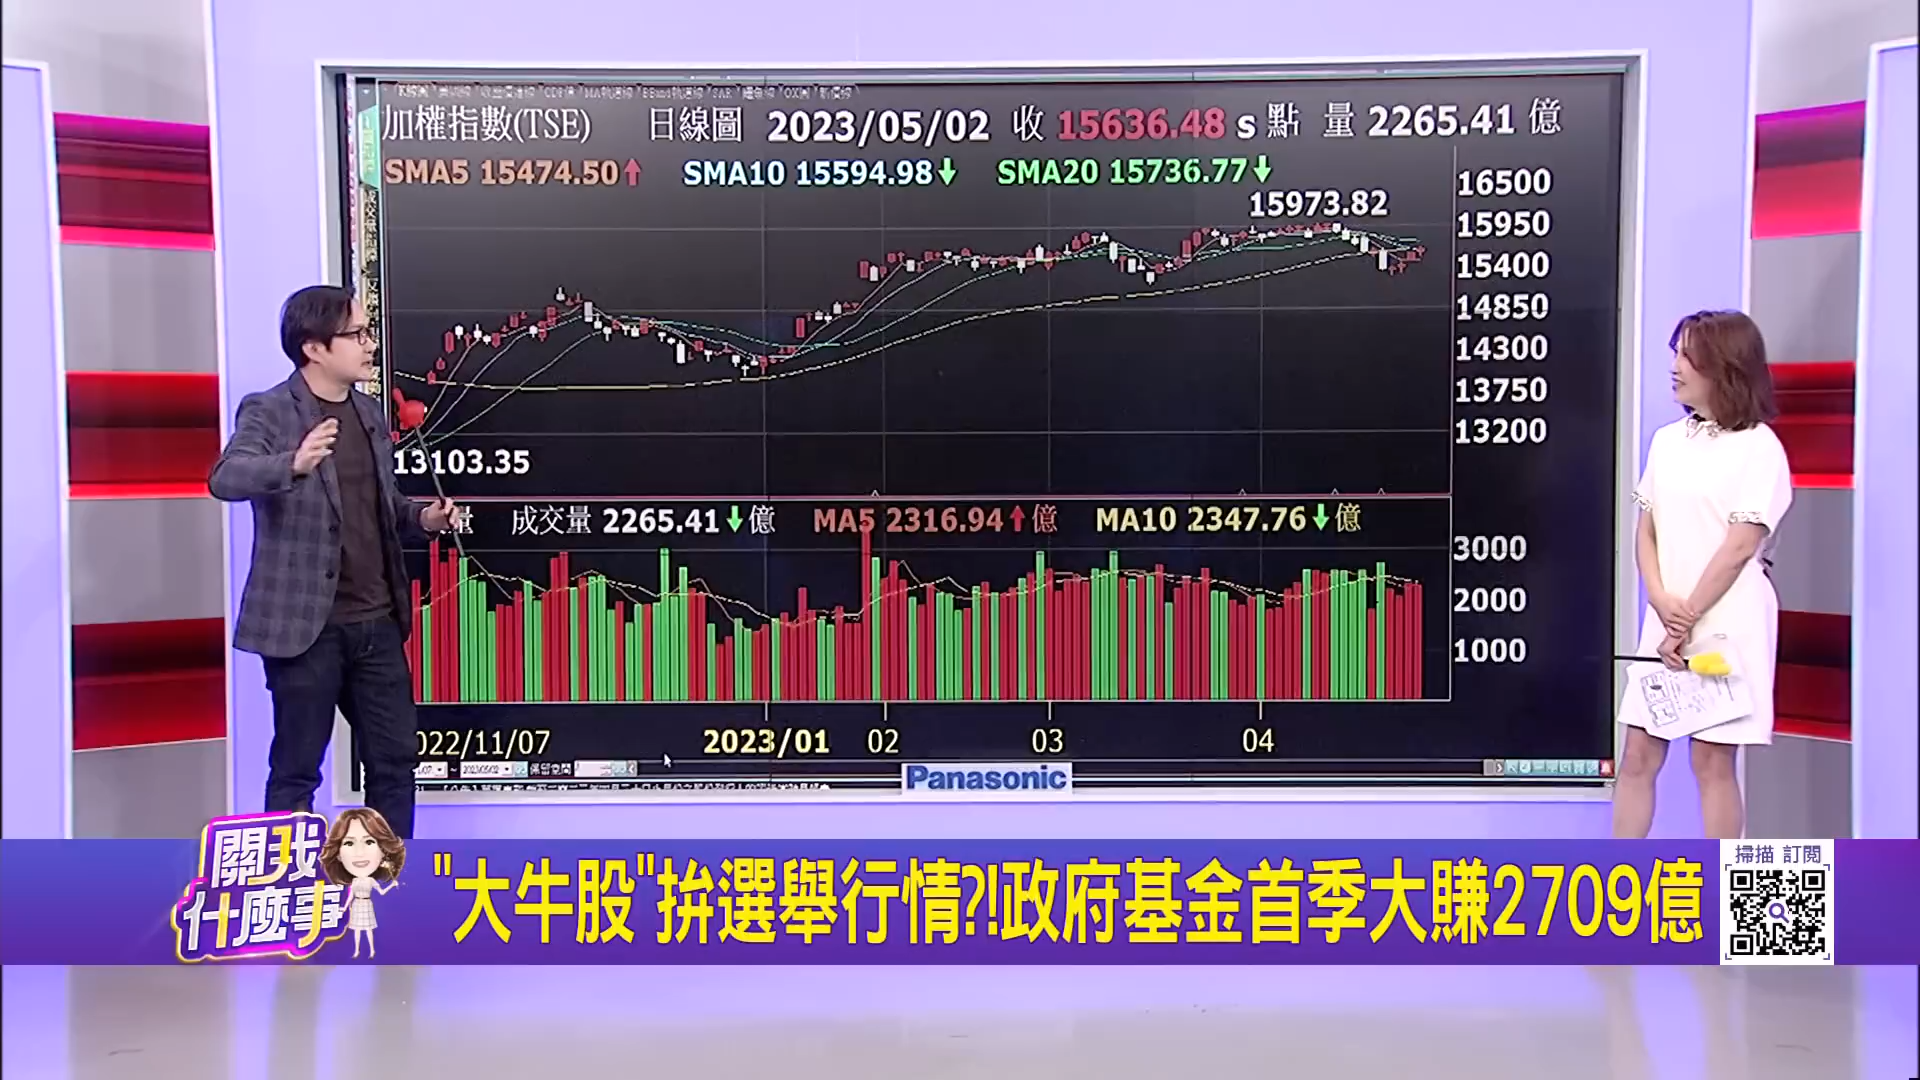 加權指數(TSE) 日線圖 2023/05/02 收 15636.48 s 點 量 2265.41 億
SMA5 15474.50 SMA10 15594.98 SMA20 15736.77
15973.82
16500
15950
15400
14850
14300
13750
13200
13103.35
量 成交量 2265.41 億 MA5 2316.94 億 MA10 2347.76 億
3000
2000
1000
022/11/07 2023/01 02 03 04
保留空間
Panasonic
關我
什麼事
"大牛股"拚選舉行情?!政府基金首季大賺2709億
掃描 訂閱